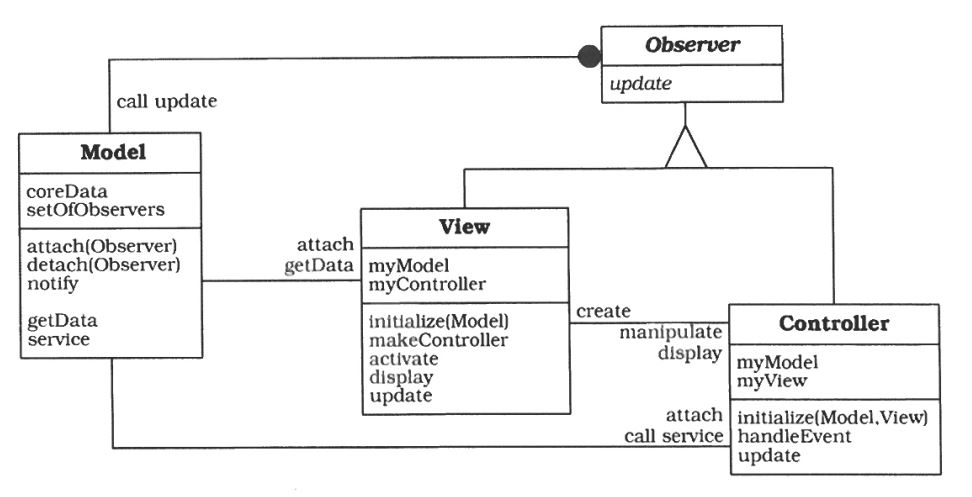 Observer
update
call update
Model
coreData
setOfObservers
attach(Observer)
detach(Observer)
notify
getData
service
attach
getData
View
myModel
myController
initialize(Model)
makeController
activate
display
update
create
manipulate
display
Controller
myModel
myView
attach
call service
initialize(Model,View)
handleEvent
update